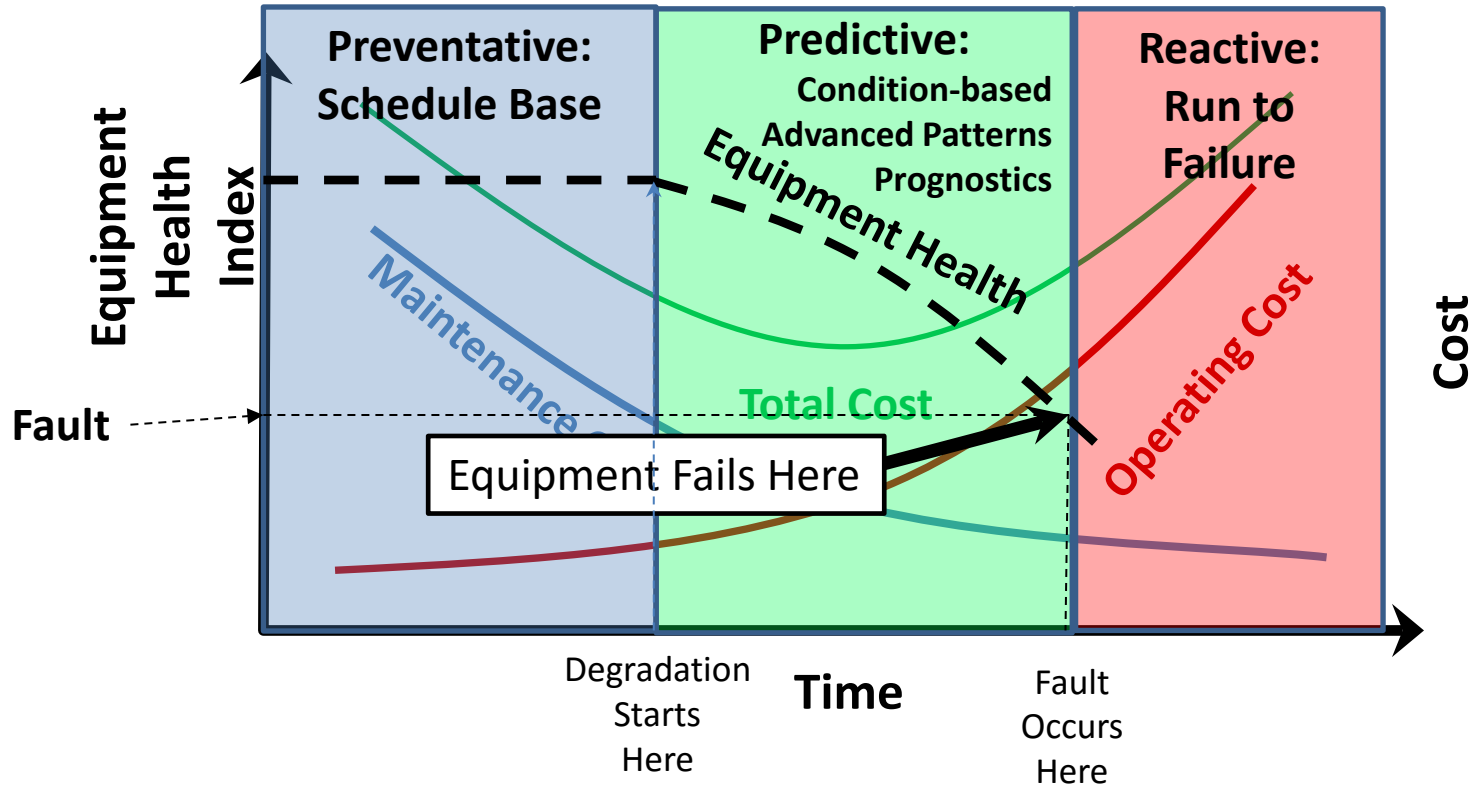 Preventative:
Schedule Base
Predictive:
Condition-based
Advanced Patterns
Prognostics
Reactive:
Run to
Failure
Equipment
Health
Index
Equipment Health
Maintenance
Total Cost
Operating Cost
Cost
Fault
Equipment Fails Here
Degradation
Starts
Here
Time
Fault
Occurs
Here